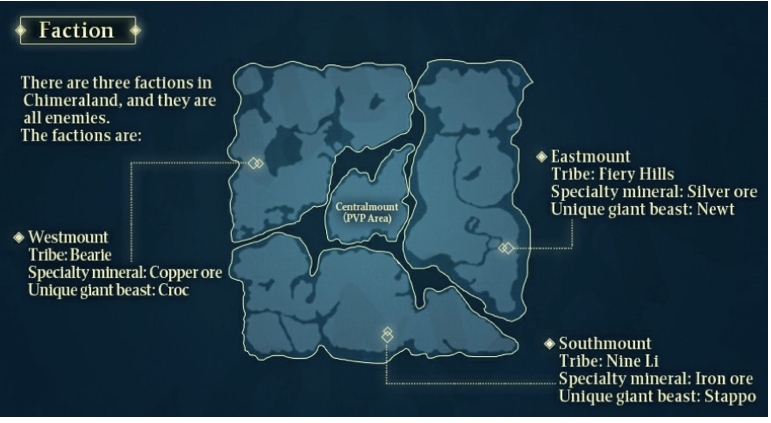 Faction
There are three factions in
Chimeraland, and they are
all enemies.
The factions are:
Eastmount
Tribe: Fiery Hills
Specialty mineral: Silver ore
Unique giant beast: Newt
Centralmount
(PVP Area)
Westmount
Tribe: Bearie
Specialty mineral: Copper ore
Unique giant beast: Croc
Southmount
Tribe: Nine Li
Specialty mineral: Iron ore
Unique giant beast: Stappo